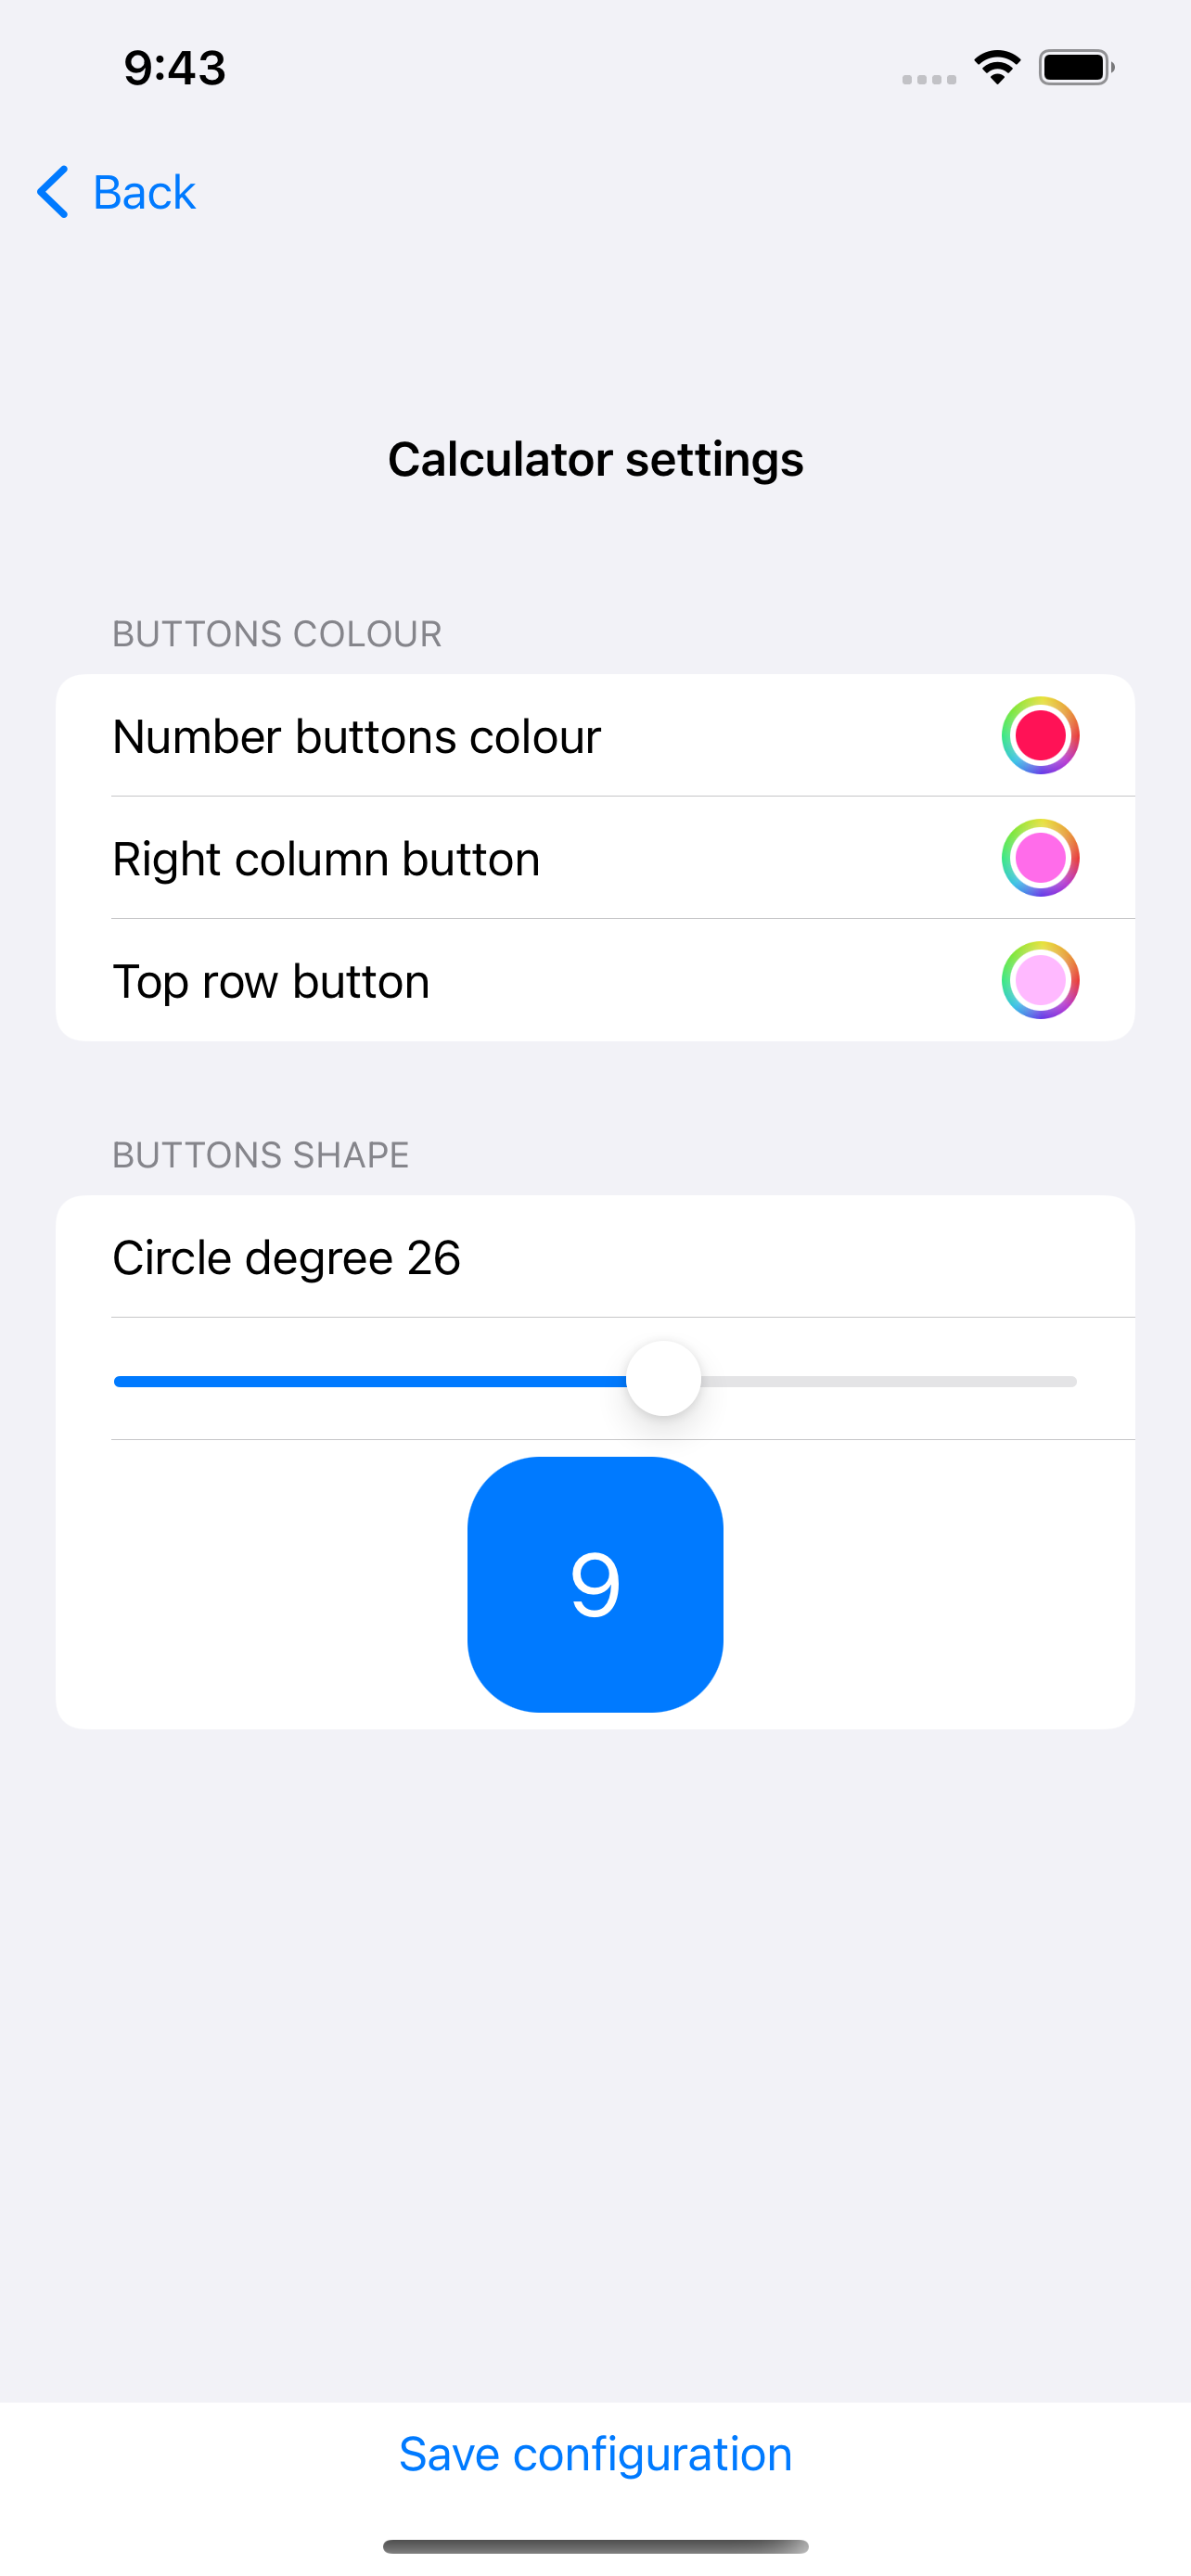 9:43
Back
Calculator settings
BUTTONS COLOUR
Number buttons colour
Right column button
Top row button
BUTTONS SHAPE
Circle degree 26
9
Save configuration